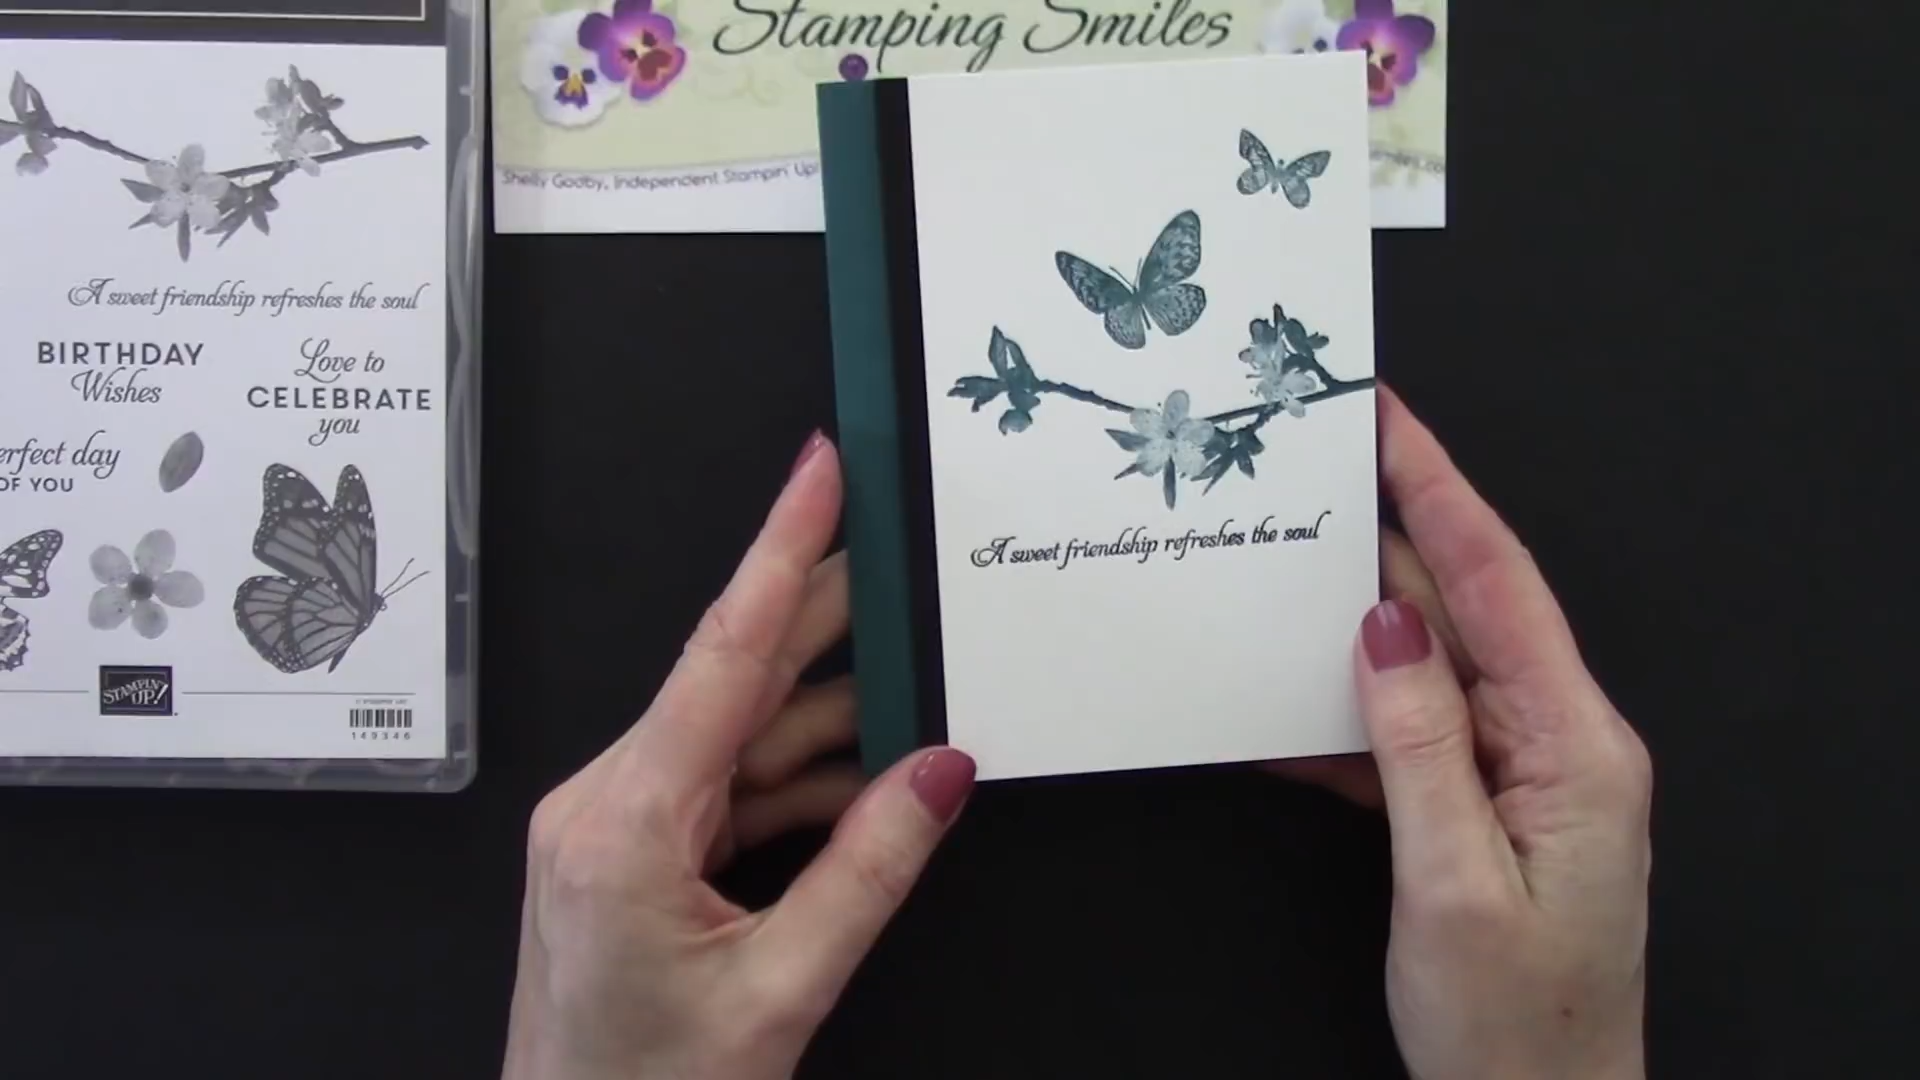 Stamping Smiles
Shelly Godby, Independent Stampin' Up!
A sweet friendship refreshes the soul
BIRTHDAY
Wishes
Love to
CELEBRATE
you
erfect day
OF YOU
STAMPIN' UP!
149346
A sweet friendship refreshes the soul